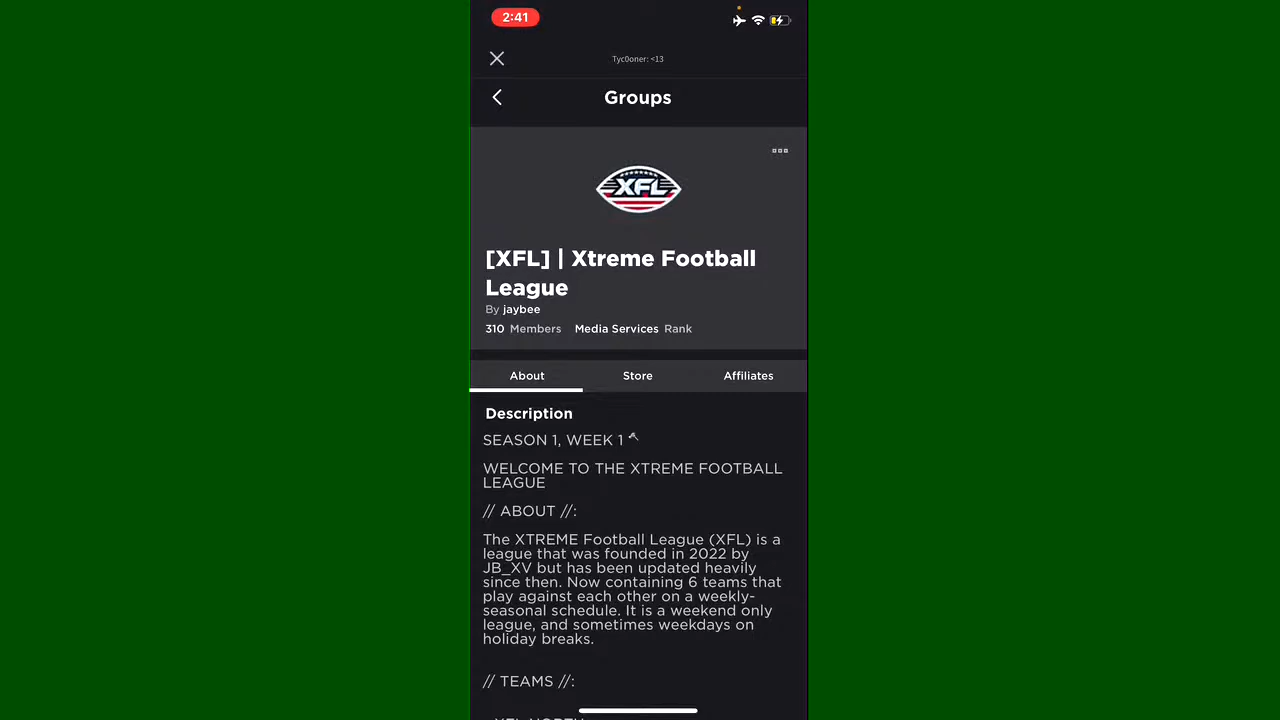 2:41
Tyc0oner: <13
Groups
XFL
[XFL] | Xtreme Football
League
By jaybee
310 Members Media Services Rank
About Store Affiliates
Description
SEASON 1, WEEK 1
WELCOME TO THE XTREME FOOTBALL
LEAGUE
// ABOUT //:
The XTREME Football League (XFL) is a
league that was founded in 2022 by
JB_XV but has been updated heavily
since then. Now containing 6 teams that
play against each other on a weekly-
seasonal schedule. It is a weekend only
league, and sometimes weekdays on
holiday breaks.
// TEAMS //: